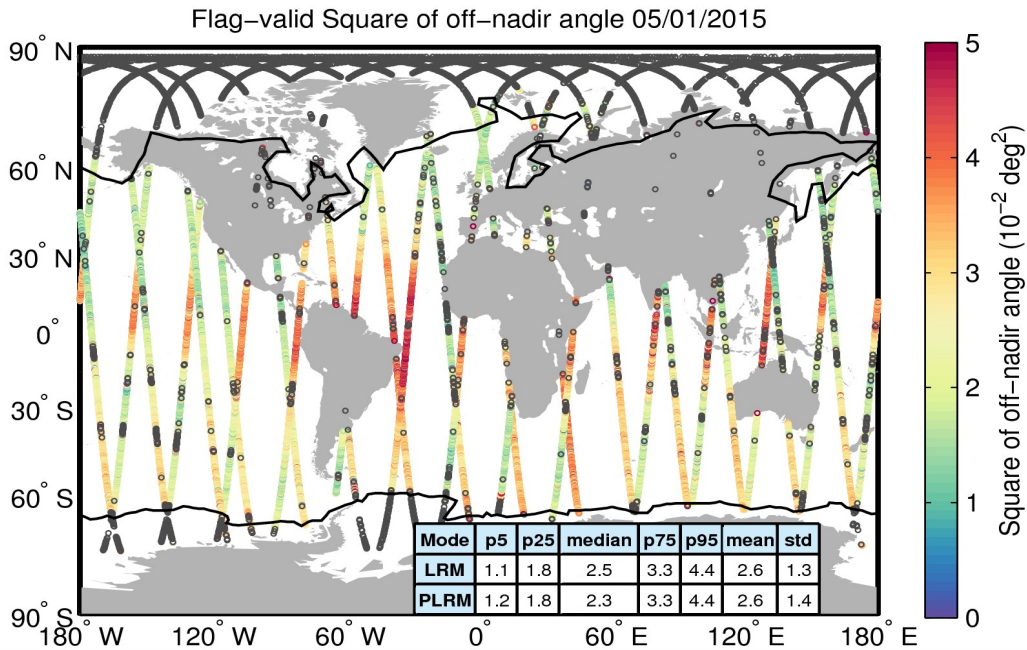 Flag−valid Square of off−nadir angle 05/01/2015
90° N
60° N
30° N
0°
30° S
60° S
90° S
180° W
120° W
60° W
0°
60° E
120° E
180° E
Mode p5 p25 median p75 p95 mean std
LRM 1.1 1.8 2.5 3.3 4.4 2.6 1.3
PLRM 1.2 1.8 2.3 3.3 4.4 2.6 1.4
5
4
3
2
1
0
Square of off−nadir angle (10⁻² deg²)